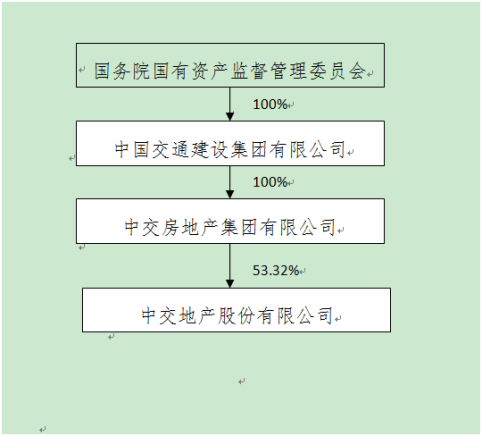 国务院国有资产监督管理委员会
100%
中国交通建设集团有限公司
100%
中交房地产集团有限公司
53.32%
中交地产股份有限公司